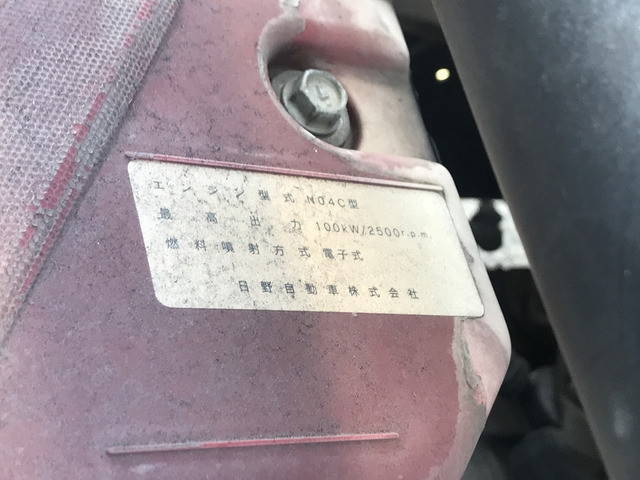 エンジン型式 N04C型
最高出力 100kW/2500r.p.m.
燃料噴射方式 電子式
日野自動車株式会社